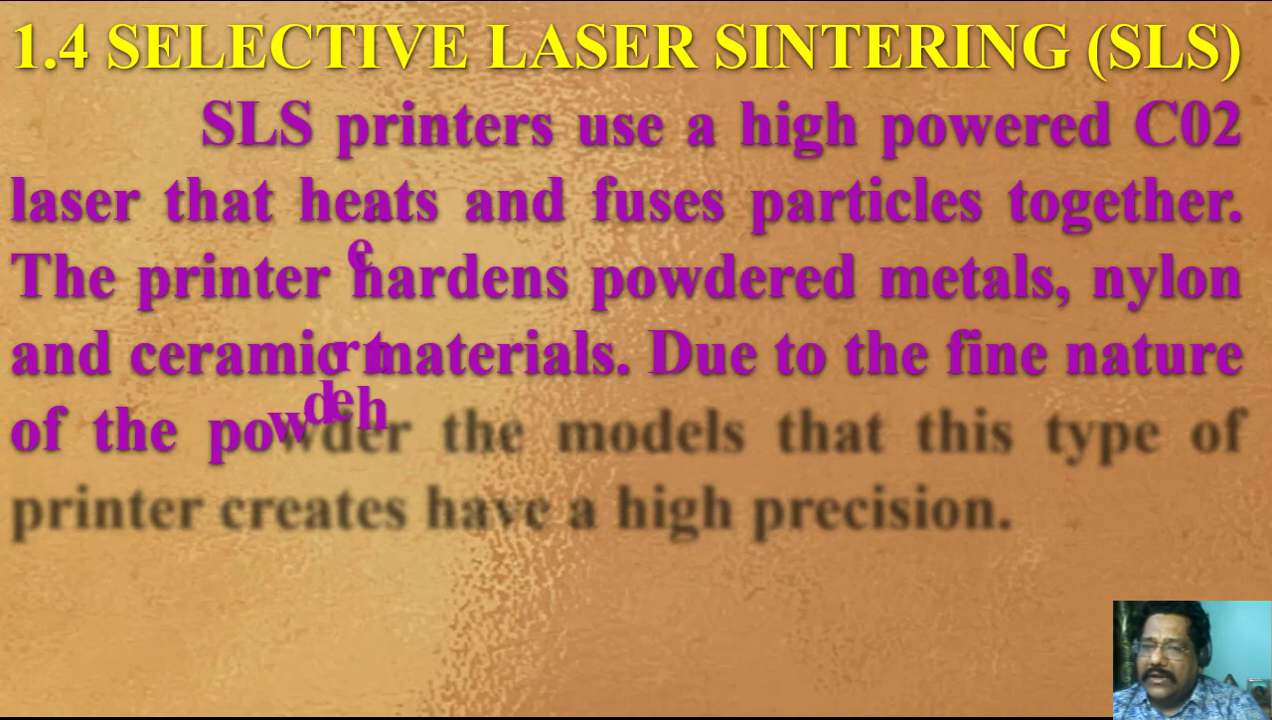 1.4 SELECTIVE LASER SINTERING (SLS)
SLS printers use a high powered C02
laser that heats and fuses particles together.
The printer hardens powdered metals, nylon
and ceramic materials. Due to the fine nature
of the powder the models that this type of
printer creates have a high precision.